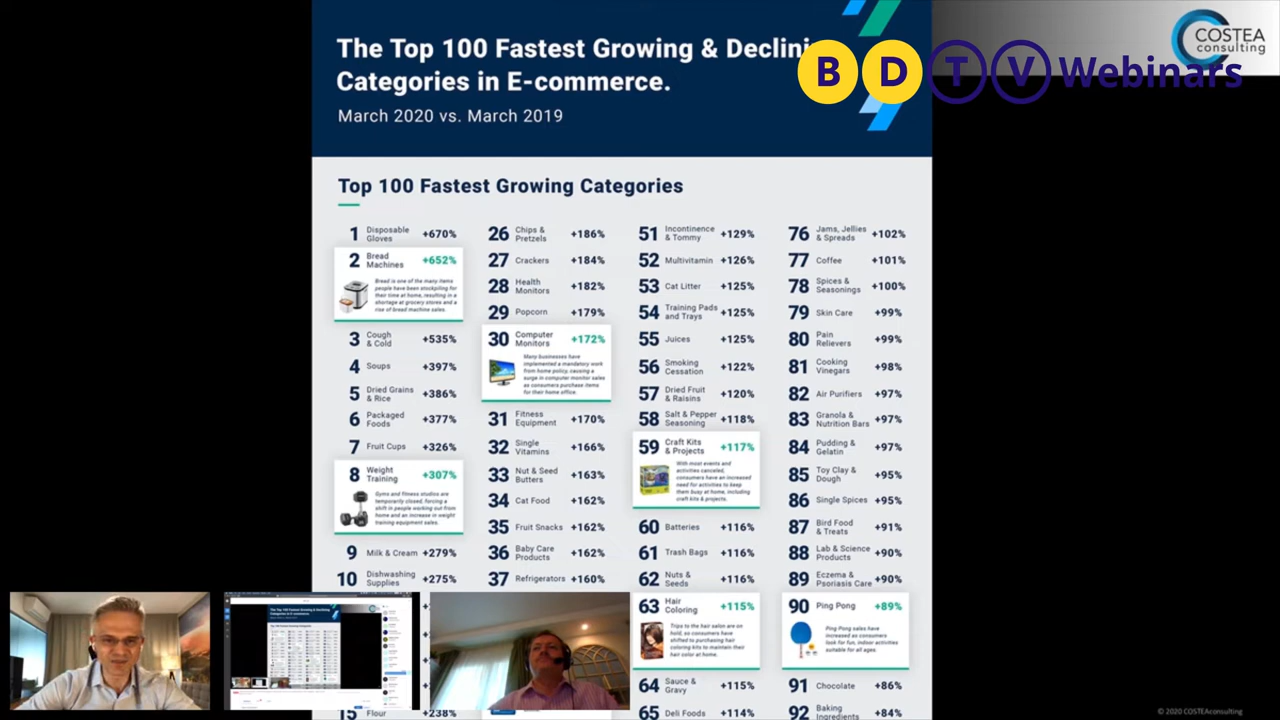 The Top 100 Fastest Growing & Declini
Categories in E-commerce.
March 2020 vs. March 2019
COSTEA
consulting
B D T V Webinars
Top 100 Fastest Growing Categories
1 Disposable Gloves +670%
2 Bread Machines +652%
Bread is one of the many items
people have been stockpiling for
their time at home, resulting in a
shortage at grocery stores and a
rise of bread machine sales.
3 Cough & Cold +535%
4 Soups +397%
5 Dried Grains & Rice +386%
6 Packaged Foods +377%
7 Fruit Cups +326%
8 Weight Training +307%
Gyms and fitness studios are
temporarily closed, forcing a
shift in people working out from
home and an increase in weight
training equipment sales.
9 Milk & Cream +279%
10 Dishwashing Supplies +275%
15 Flour +238%
26 Chips & Pretzels +186%
27 Crackers +184%
28 Health Monitors +182%
29 Popcorn +179%
30 Computer Monitors +172%
Many businesses have
implemented a mandatory work
from home policy, causing a
surge in computer monitor sales
as consumers purchase items
for their home office.
31 Fitness Equipment +170%
32 Single Vitamins +166%
33 Nut & Seed Butters +163%
34 Cat Food +162%
35 Fruit Snacks +162%
36 Baby Care Products +162%
37 Refrigerators +160%
51 Incontinence & Tommy +129%
52 Multivitamin +126%
53 Cat Litter +125%
54 Training Pads and Trays +125%
55 Juices +125%
56 Smoking Cessation +122%
57 Dried Fruit & Raisins +120%
58 Salt & Pepper Seasoning +118%
59 Craft Kits & Projects +117%
With most events and
activities canceled,
consumers have an increased
need for activities to keep
them busy at home, including
craft kits & projects.
60 Batteries +116%
61 Trash Bags +116%
62 Nuts & Seeds +116%
63 Hair Coloring +115%
Trips to the hair salon are on
hold, so consumers have
shifted to purchasing hair
coloring kits to maintain their
hair color at home.
64 Sauce & Gravy +115%
65 Deli Foods +114%
76 Jams, Jellies & Spreads +102%
77 Coffee +101%
78 Spices & Seasonings +100%
79 Skin Care +99%
80 Pain Relievers +99%
81 Cooking Vinegars +98%
82 Air Purifiers +97%
83 Granola & Nutrition Bars +97%
84 Pudding & Gelatin +97%
85 Toy Clay & Dough +95%
86 Single Spices +95%
87 Bird Food & Treats +91%
88 Lab & Science Products +90%
89 Eczema & Psoriasis Care +90%
90 Ping Pong +89%
Ping Pong sales have
increased as consumers
look for fun, indoor activities
suitable for all ages.
91 Chocolate +86%
92 Baking Ingredients +84%
© 2020 COSTEAconsulting